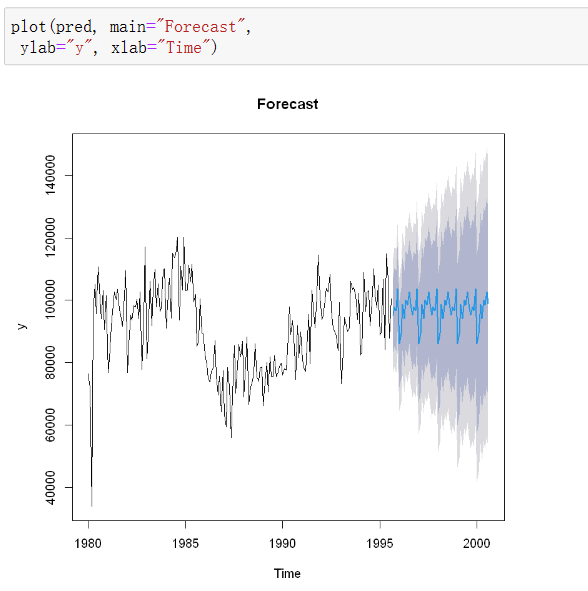 plot(pred, main="Forecast",
ylab="y", xlab="Time")
Forecast
140000
120000
100000
80000
60000
40000
y
1980 1985 1990 1995 2000
Time